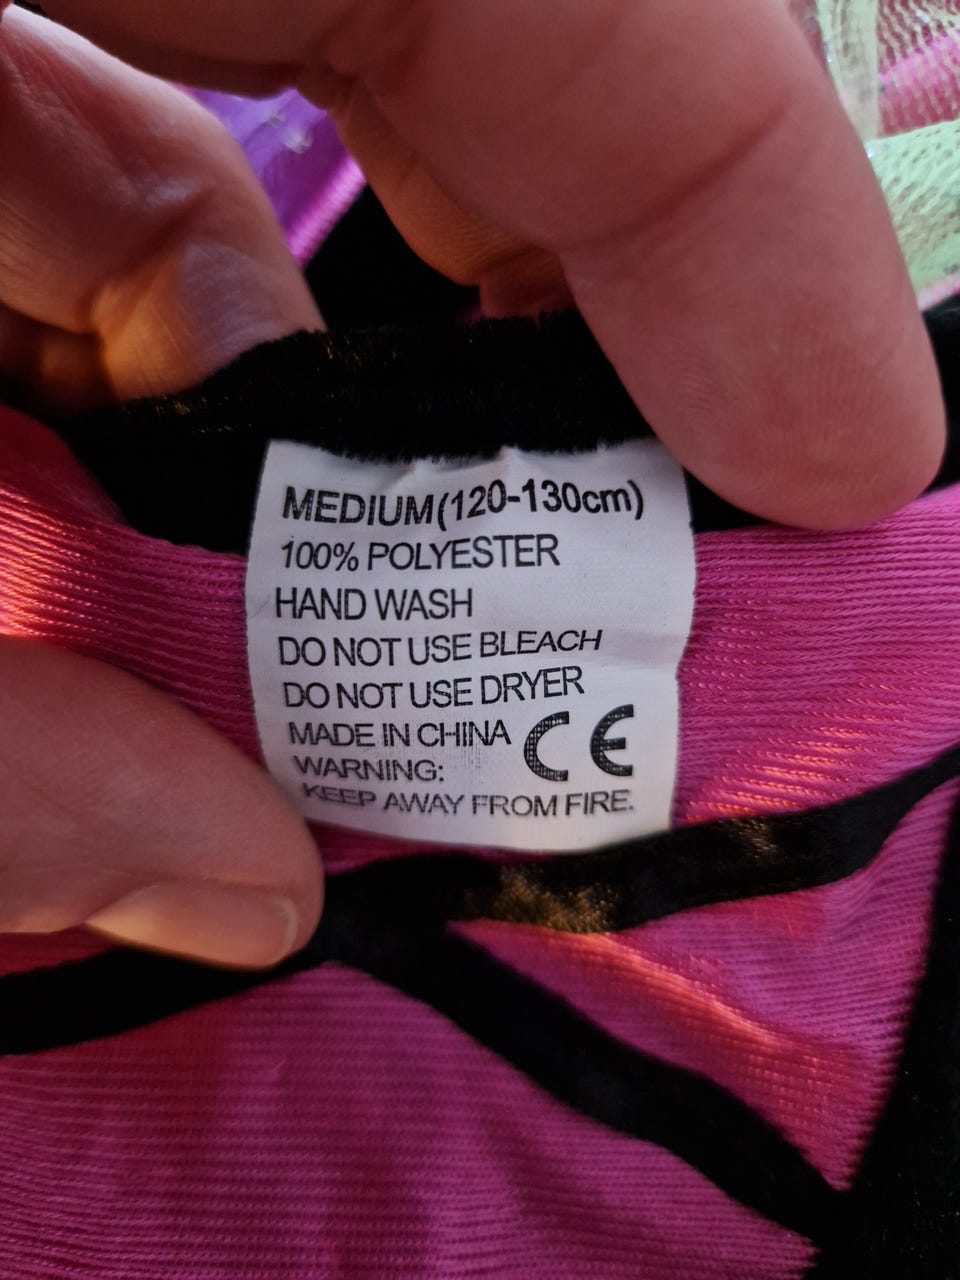 MEDIUM(120-130cm)
100% POLYESTER
HAND WASH
DO NOT USE BLEACH
DO NOT USE DRYER
MADE IN CHINA CE
WARNING:
KEEP AWAY FROM FIRE.